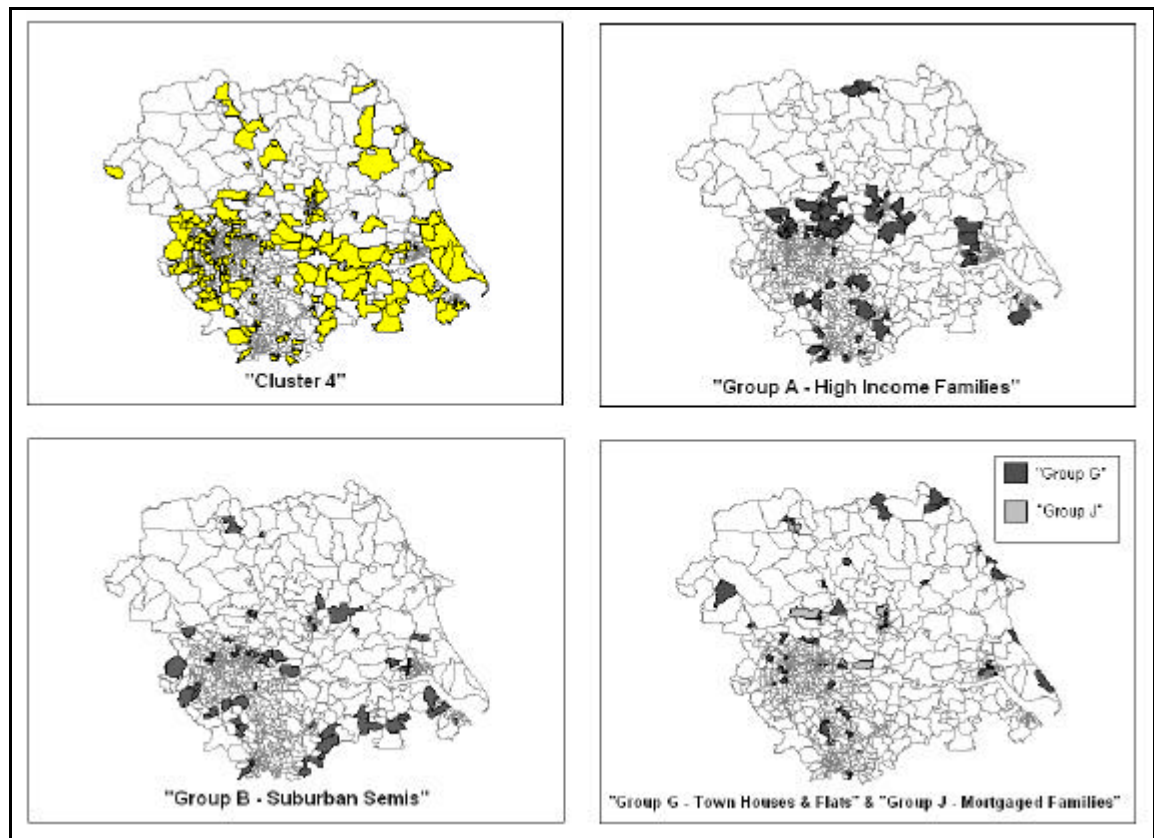 "Cluster 4"
"Group A - High Income Families"
"Group B - Suburban Semis"
"Group G"
"Group J"
"Group G - Town Houses & Flats" & "Group J - Mortgaged Families"